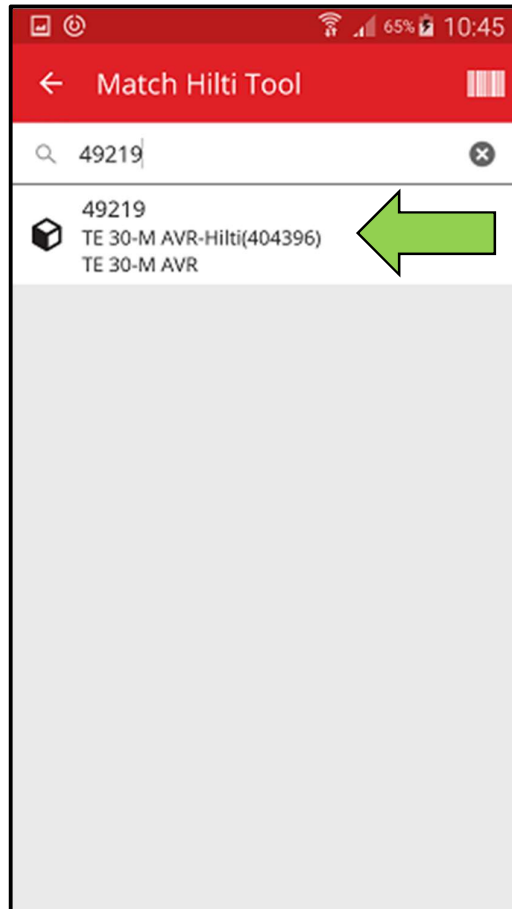 65% 10:45
Match Hilti Tool
49219
49219
TE 30-M AVR-Hilti(404396)
TE 30-M AVR